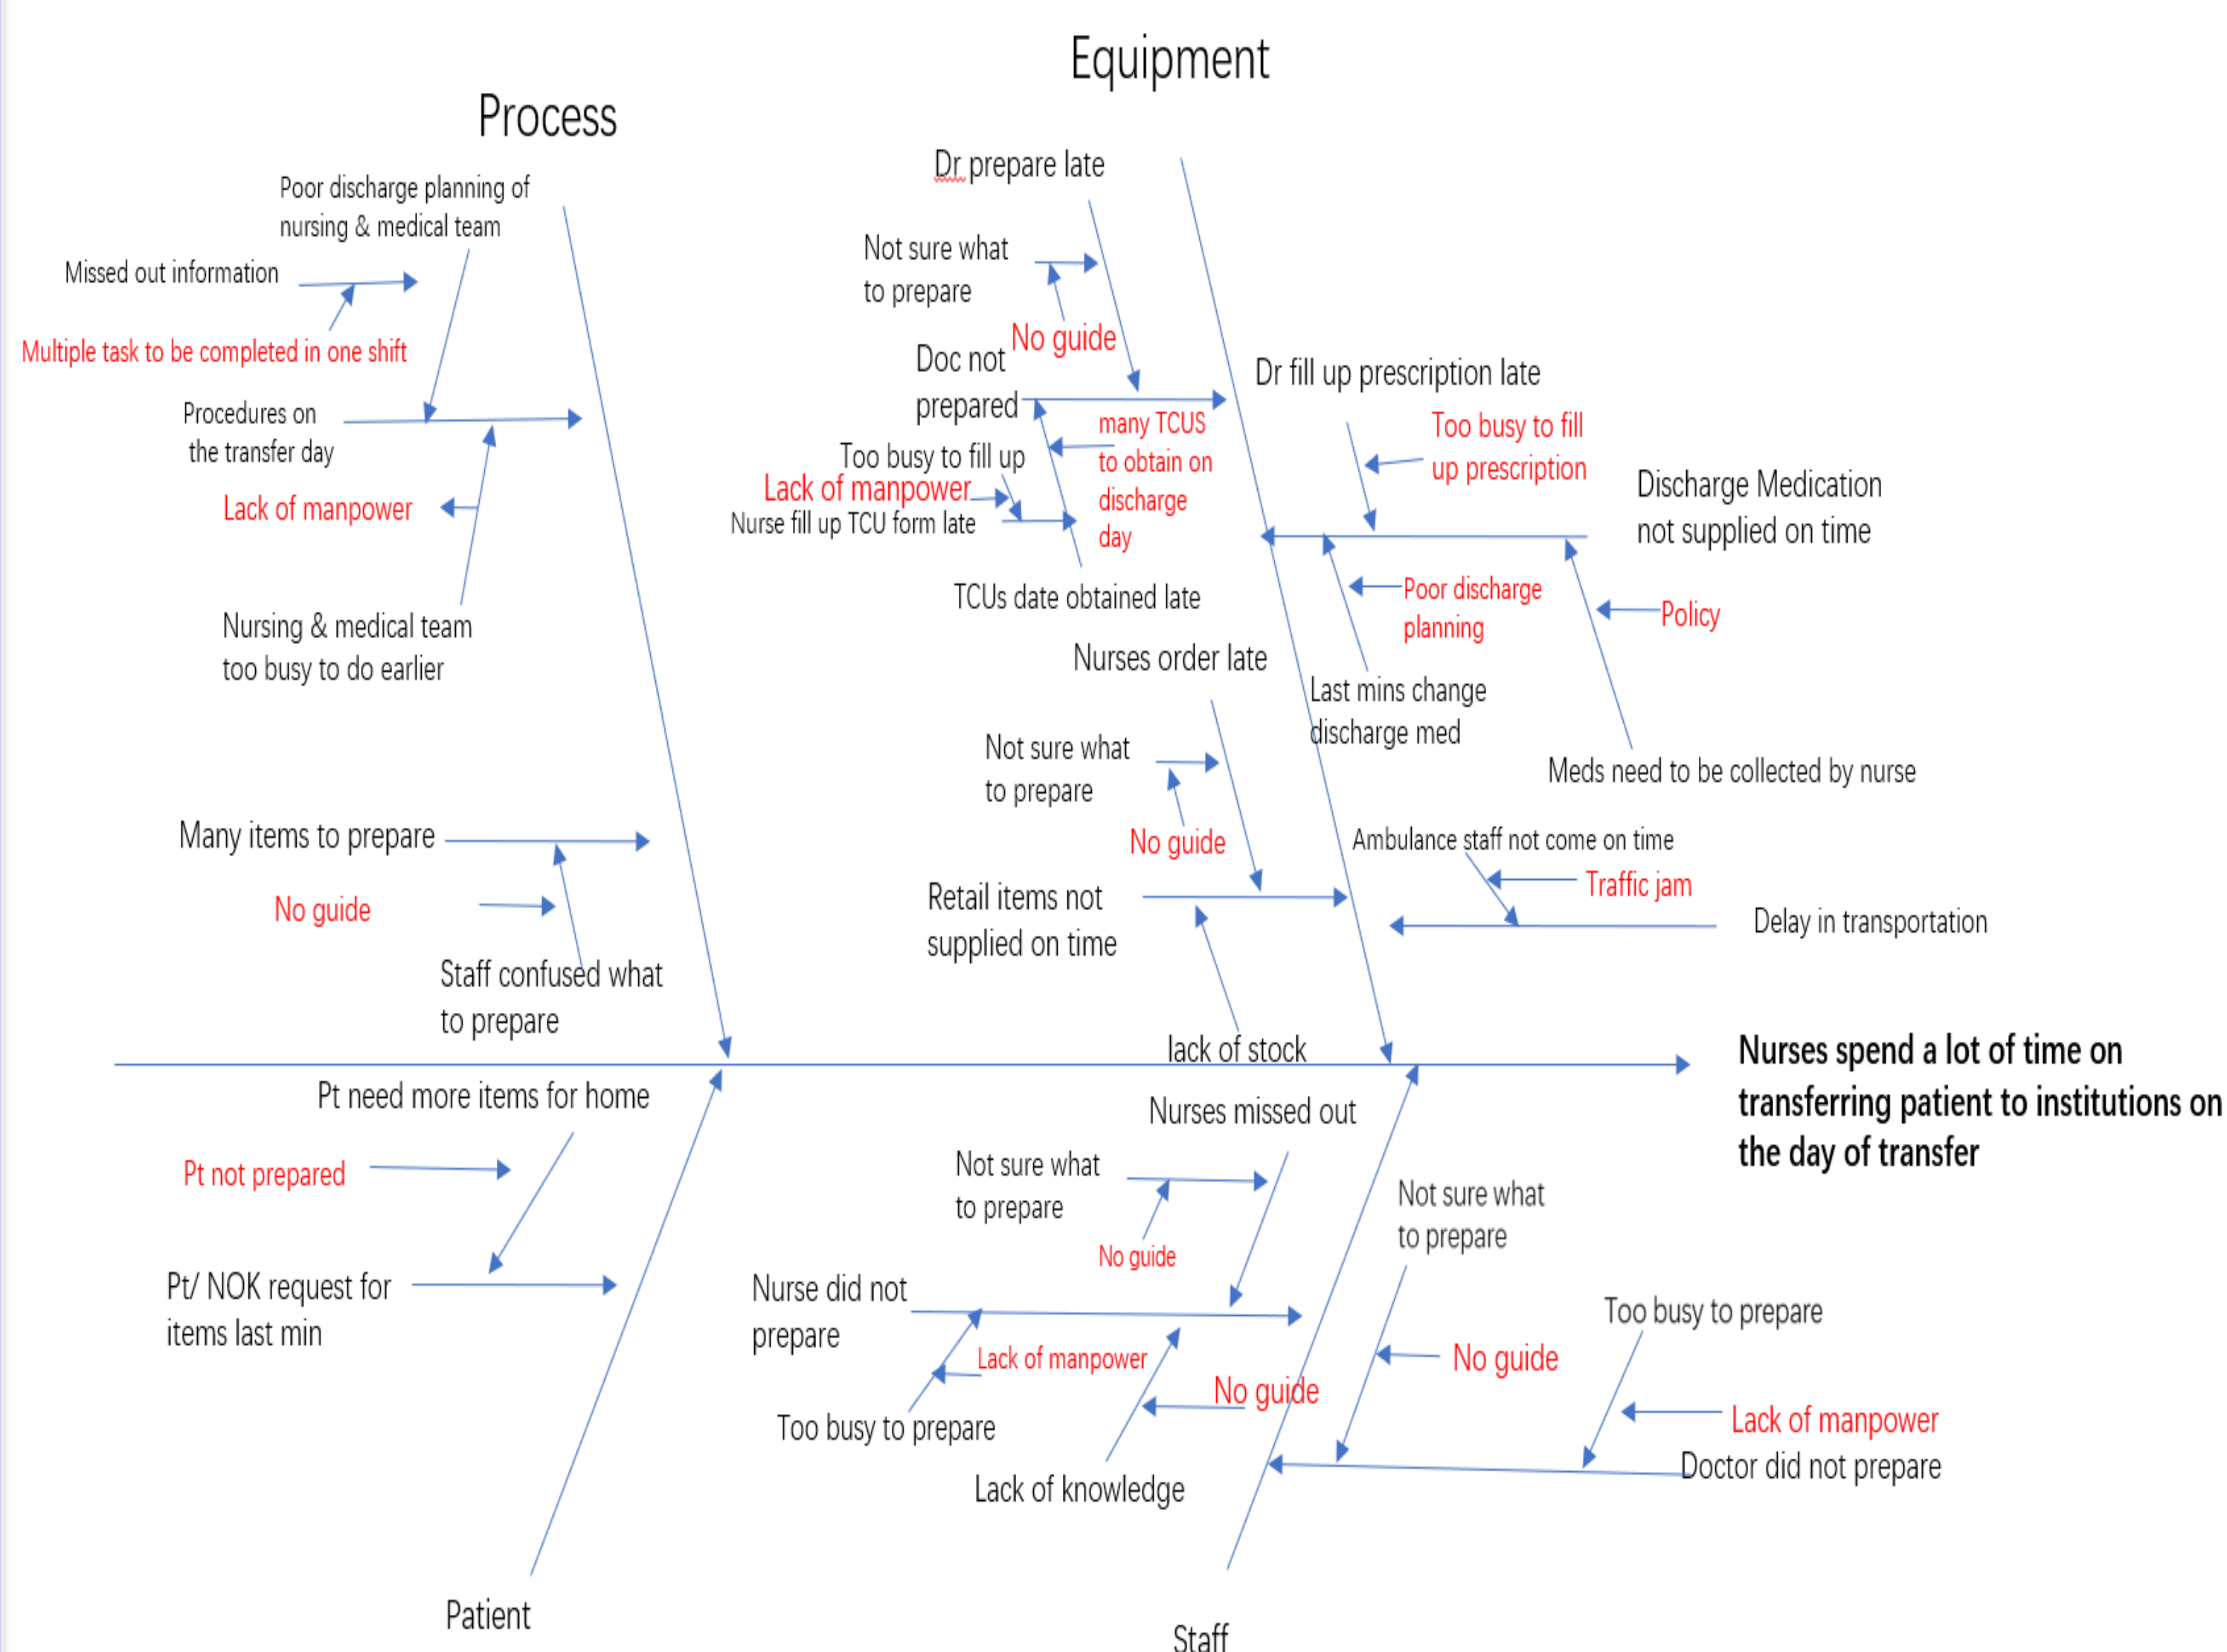 Equipment
Process
Poor discharge planning of
nursing & medical team
Missed out information
Multiple task to be completed in one shift
Procedures on
the transfer day
Lack of manpower
Nursing & medical team
too busy to do earlier
Many items to prepare
No guide
Staff confused what
to prepare
Dr prepare late
Not sure what
to prepare
No guide
Doc not
prepared
many TCUS
to obtain on
discharge
day
Too busy to fill up
Lack of manpower
Nurse fill up TCU form late
TCUs date obtained late
Dr fill up prescription late
Too busy to fill
up prescription
Discharge Medication
not supplied on time
Poor discharge
planning
Policy
Last mins change
discharge med
Meds need to be collected by nurse
Nurses order late
Not sure what
to prepare
No guide
Retail items not
supplied on time
lack of stock
Ambulance staff not come on time
Traffic jam
Delay in transportation
Nurses spend a lot of time on
transferring patient to institutions on
the day of transfer
Pt need more items for home
Pt not prepared
Pt/ NOK request for
items last min
Patient
Nurses missed out
Not sure what
to prepare
No guide
Nurse did not
prepare
Lack of manpower
Too busy to prepare
No guide
Lack of knowledge
Not sure what
to prepare
No guide
Too busy to prepare
Lack of manpower
Doctor did not prepare
Staff